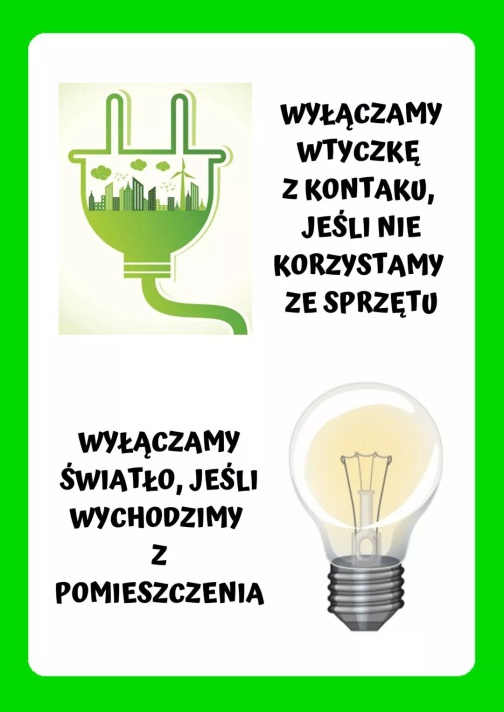 WYŁĄCZAMY
WTYCZKĘ
Z KONTAKU,
JEŚLI NIE
KORZYSTAMY
ZE SPRZĘTU
WYŁĄCZAMY
ŚWIATŁO, JEŚLI
WYCHODZIMY
Z
POMIESZCZENIA